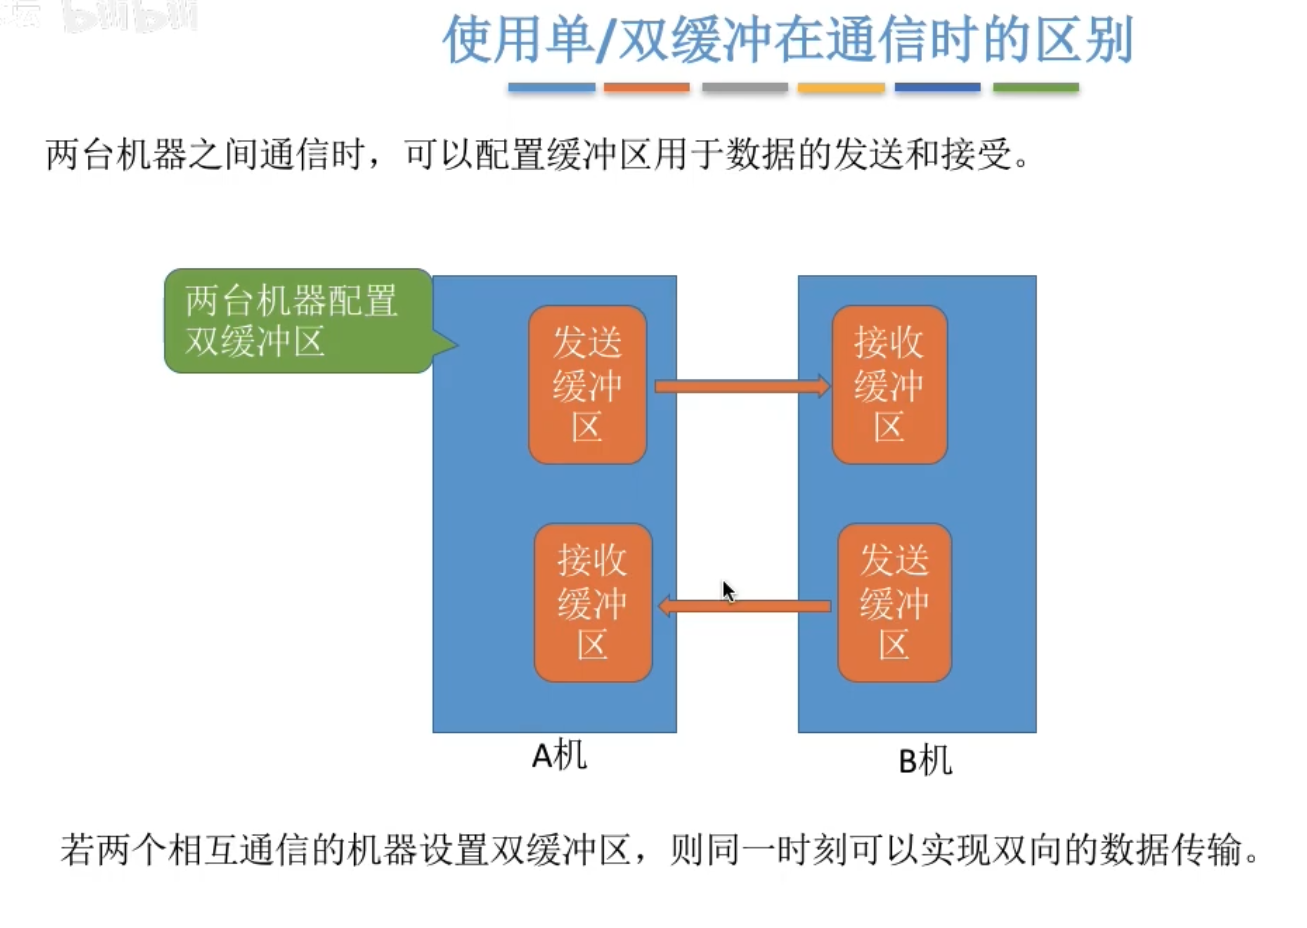 坛 bilibili
使用单/双缓冲在通信时的区别
两台机器之间通信时，可以配置缓冲区用于数据的发送和接受。
两台机器配置
双缓冲区
发送
缓冲
区
接收
缓冲
区
接收
缓冲
区
发送
缓冲
区
A机
B机
若两个相互通信的机器设置双缓冲区，则同一时刻可以实现双向的数据传输。